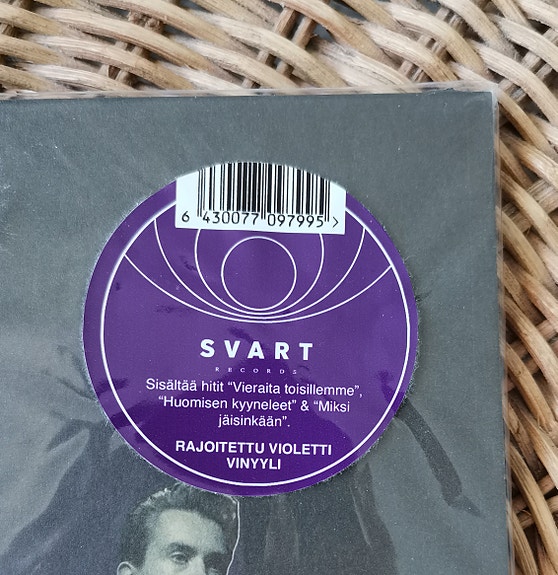 6 430077 097995 >
SVART
RECORDS
Sisältää hitit “Vieraita toisillemme”,
“Huomisen kyyneleet” & “Miksi
jäisinkään”.
RAJOITETTU VIOLETTI
VINYYLI